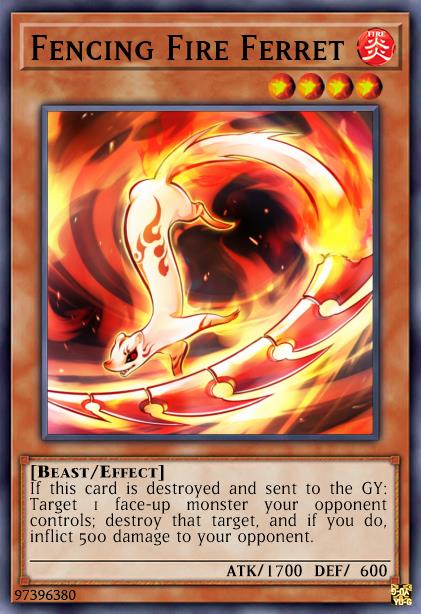 Fencing Fire Ferret
FIRE
炎
[Beast/Effect]
If this card is destroyed and sent to the GY:
Target 1 face-up monster your opponent
controls; destroy that target, and if you do,
inflict 500 damage to your opponent.
ATK/1700 DEF/ 600
97396380